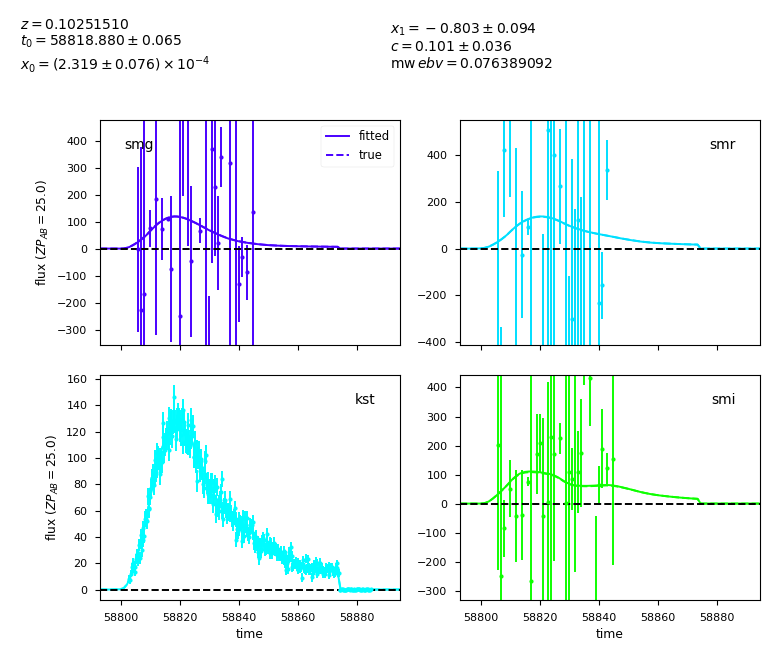 z = 0.10251510
t₀ = 58818.880 ± 0.065
x₀ = (2.319 ± 0.076) × 10⁻⁴
x₁ = −0.803 ± 0.094
c = 0.101 ± 0.036
mw ebv = 0.076389092
smg
fitted
true
400
300
200
100
0
−100
−200
−300
flux (ZP_AB = 25.0)
smr
400
200
0
−200
−400
kst
160
140
120
100
80
60
40
20
0
flux (ZP_AB = 25.0)
58800 58820 58840 58860 58880
time
smi
400
300
200
100
0
−100
−200
−300
58800 58820 58840 58860 58880
time